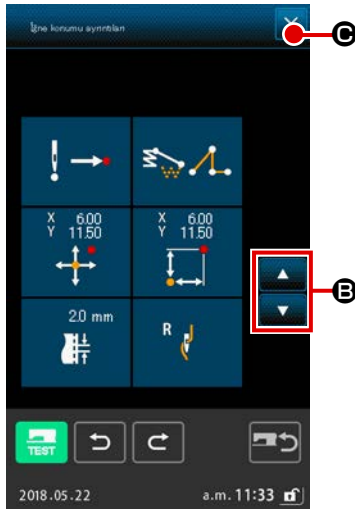 İğne konumu ayrıntıları
C
X 6.00
Y 11.50
X 6.00
Y 11.50
B
2.0 mm
R
TEST
2018.05.22 a.m. 11:33